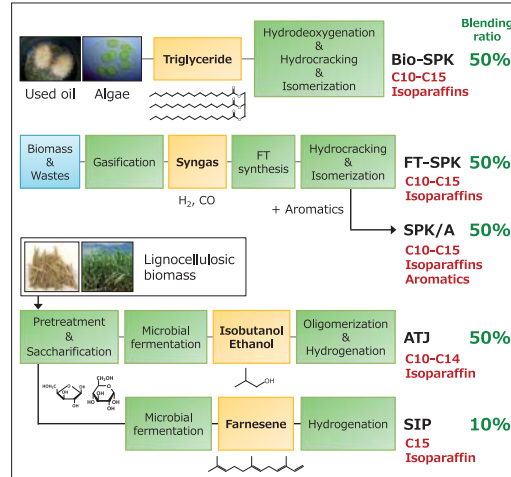 Blending
ratio
Hydrodeoxygenation
&
Hydrocracking
&
Isomerization
Triglyceride
Bio-SPK 50%
C10-C15
Isoparaffins
Used oil Algae
Biomass
&
Wastes
Gasification
Syngas
FT
synthesis
Hydrocracking
&
Isomerization
FT-SPK 50%
C10-C15
Isoparaffins
H2, CO
+ Aromatics
SPK/A 50%
C10-C15
Isoparaffins
Aromatics
Lignocellulosic
biomass
Pretreatment
&
Saccharification
Microbial
fermentation
Isobutanol
Ethanol
Oligomerization
&
Hydrogenation
ATJ 50%
C10-C14
Isoparaffin
Microbial
fermentation
Farnesene
Hydrogenation
SIP 10%
C15
Isoparaffin